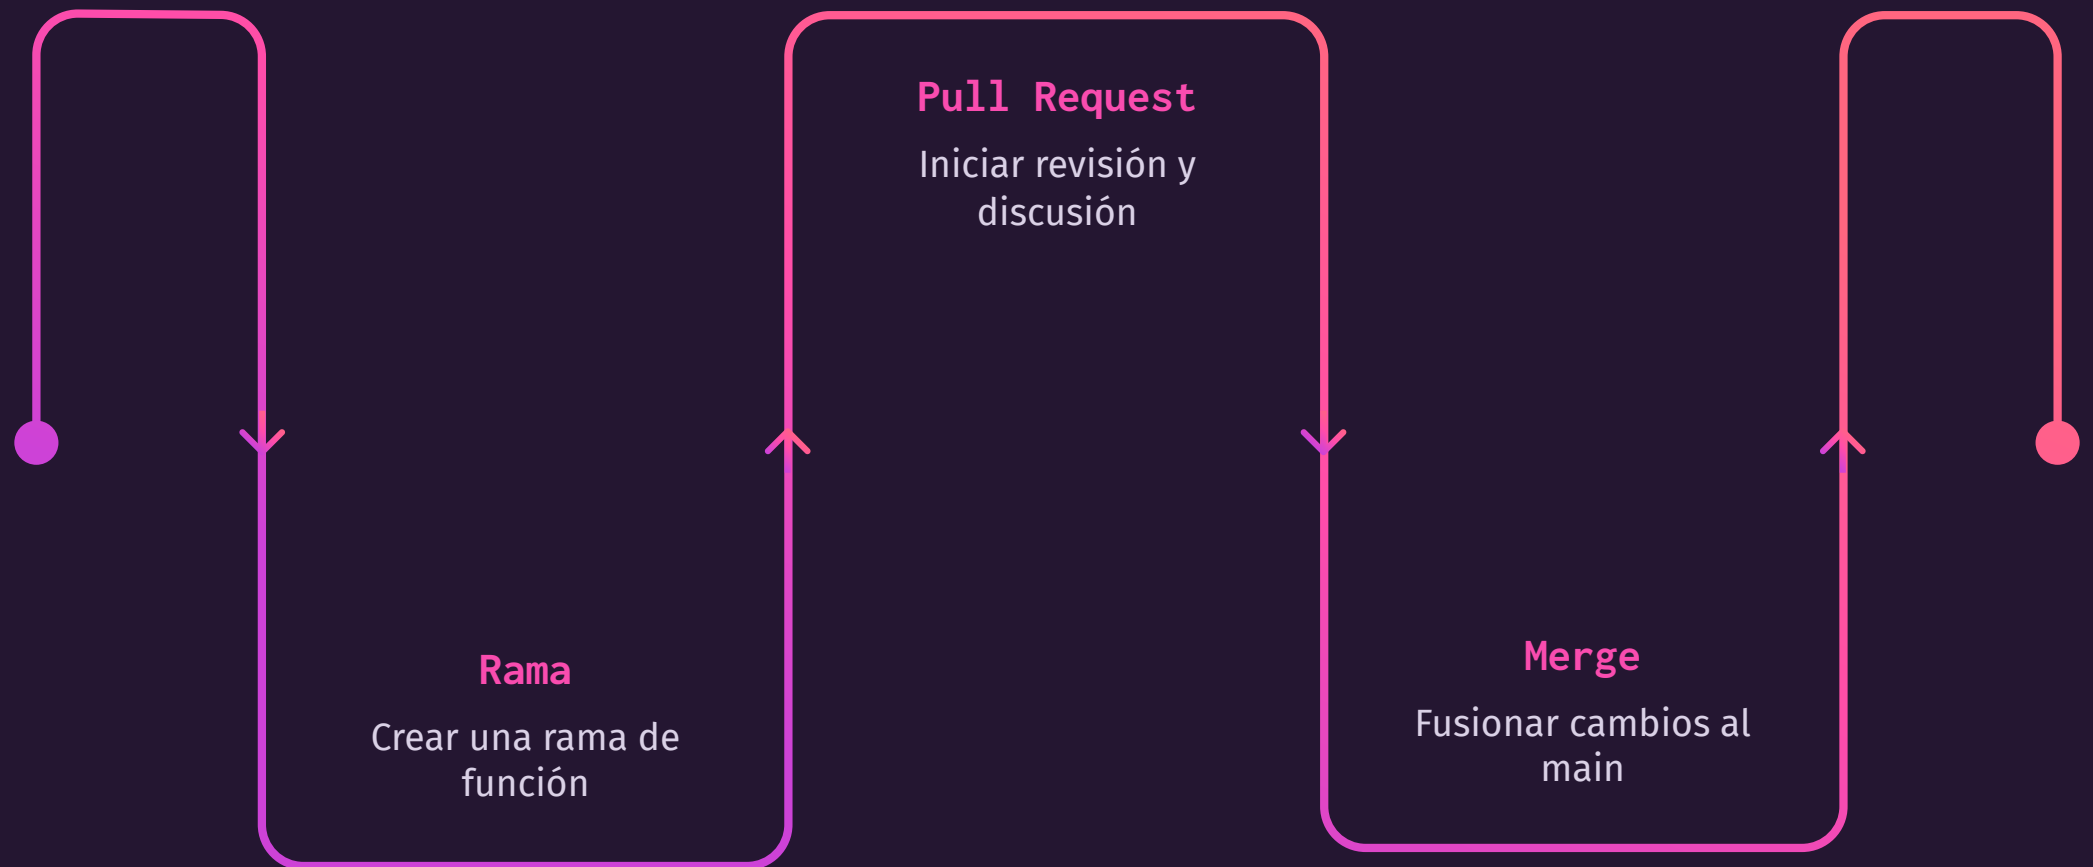 Rama
Crear una rama de
función
Pull Request
Iniciar revisión y
discusión
Merge
Fusionar cambios al
main